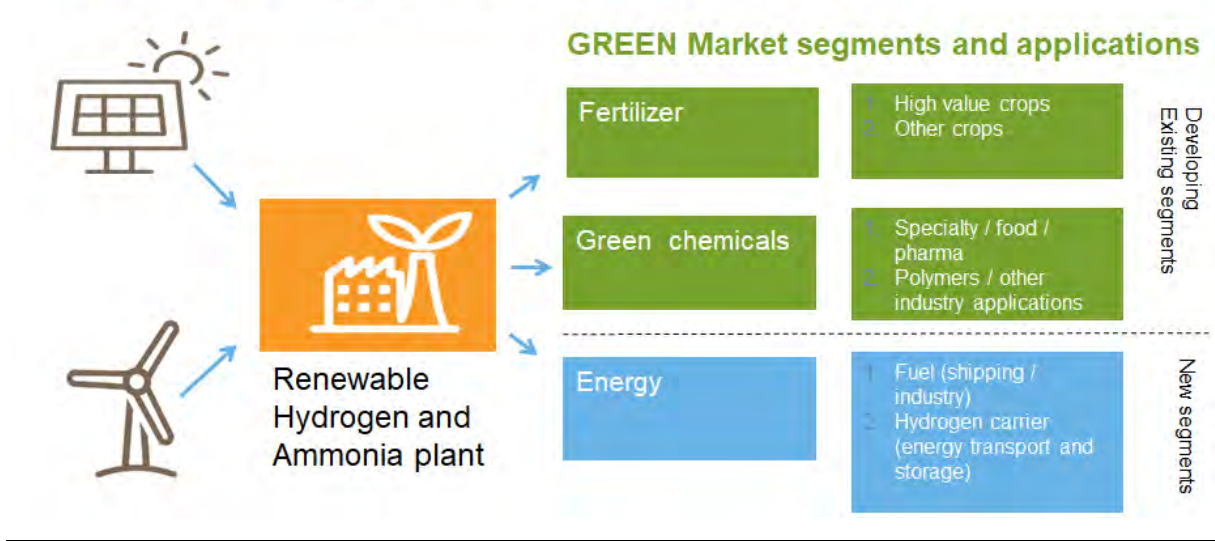 GREEN Market segments and applications
Fertilizer
1. High value crops
2. Other crops
Developing
Existing segments
Green chemicals
1. Specialty / food /
pharma
2. Polymers / other
industry applications
Renewable
Hydrogen and
Ammonia plant
Energy
1. Fuel (shipping /
industry)
2. Hydrogen carrier
(energy transport and
storage)
New segments